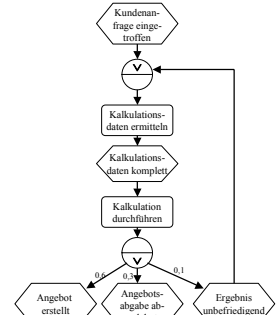 Kundenan-
frage einge-
troffen
V
Kalkulations-
daten ermitteln
Kalkulations-
daten komplett
Kalkulation
durchführen
V
0,6
0,3
0,1
Angebot
erstellt
Angebots-
abgabe ab-
Ergebnis
unbefriedigend